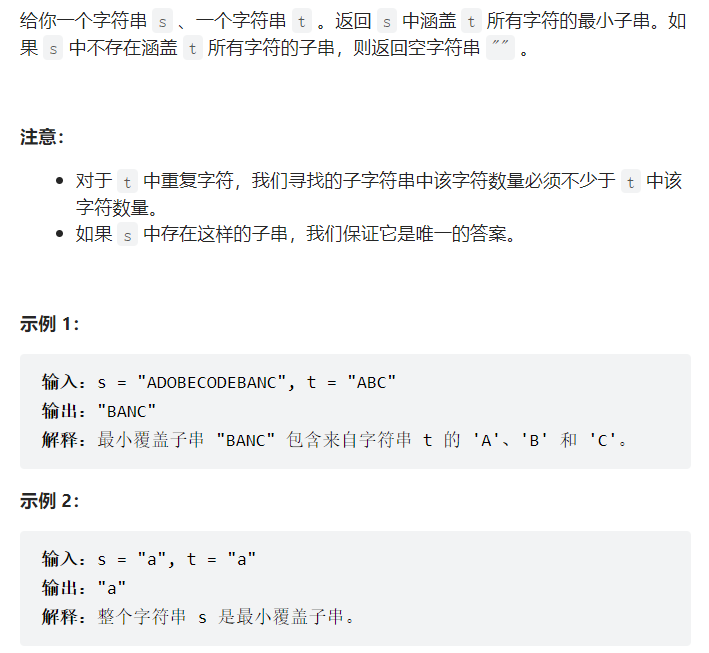 给你一个字符串 s 、一个字符串 t 。返回 s 中涵盖 t 所有字符的最小子串。如
果 s 中不存在涵盖 t 所有字符的子串，则返回空字符串 "" 。
注意：
• 对于 t 中重复字符，我们寻找的子字符串中该字符数量必须不少于 t 中该
字符数量。
• 如果 s 中存在这样的子串，我们保证它是唯一的答案。
示例 1：
输入：s = "ADOBECODEBANC", t = "ABC"
输出："BANC"
解释：最小覆盖子串 "BANC" 包含来自字符串 t 的 'A'、'B' 和 'C'。
示例 2：
输入：s = "a", t = "a"
输出："a"
解释：整个字符串 s 是最小覆盖子串。